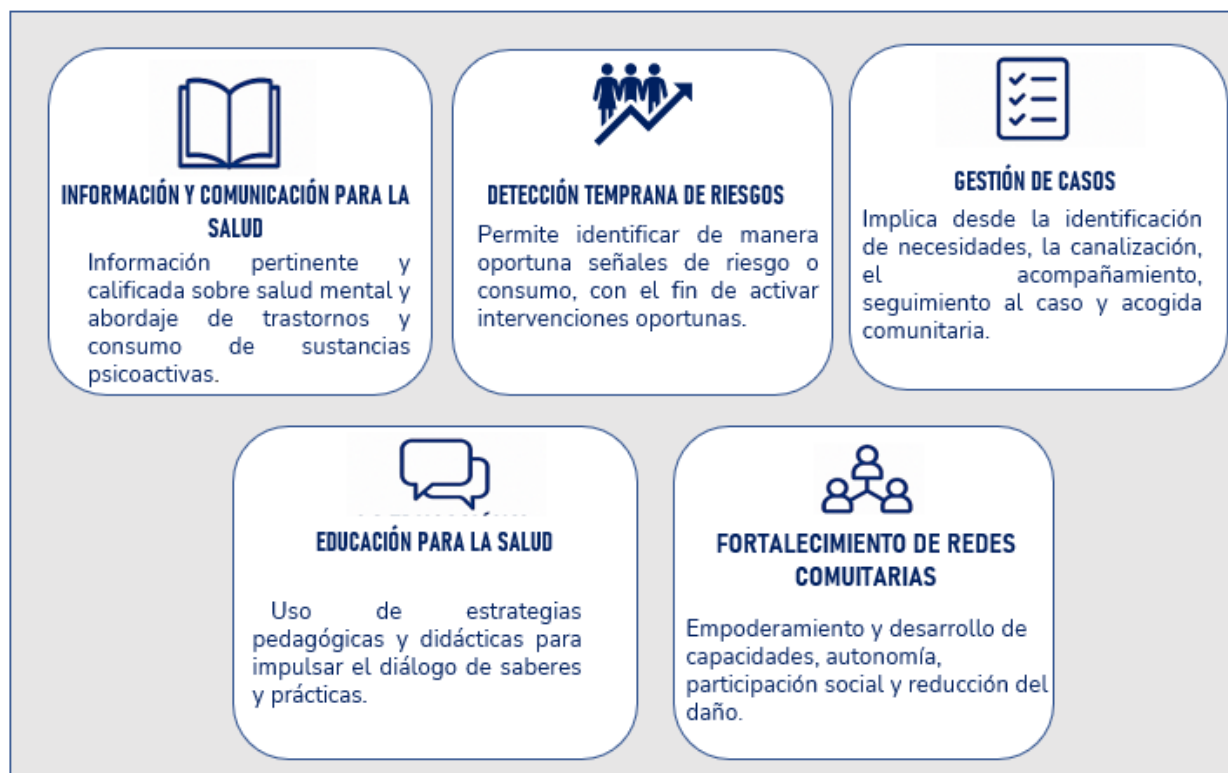 INFORMACIÓN Y COMUNICACIÓN PARA LA
SALUD
Información pertinente y
calificada sobre salud mental y
abordaje de trastornos y
consumo de sustancias
psicoactivas.
DETECCIÓN TEMPRANA DE RIESGOS
Permite identificar de manera
oportuna señales de riesgo o
consumo, con el fin de activar
intervenciones oportunas.
GESTIÓN DE CASOS
Implica desde la identificación
de necesidades, la canalización,
el acompañamiento,
seguimiento al caso y acogida
comunitaria.
EDUCACIÓN PARA LA SALUD
Uso de estrategias
pedagógicas y didácticas para
impulsar el diálogo de saberes
y prácticas.
FORTALECIMIENTO DE REDES
COMUITARIAS
Empoderamiento y desarrollo de
capacidades, autonomía,
participación social y reducción del
daño.